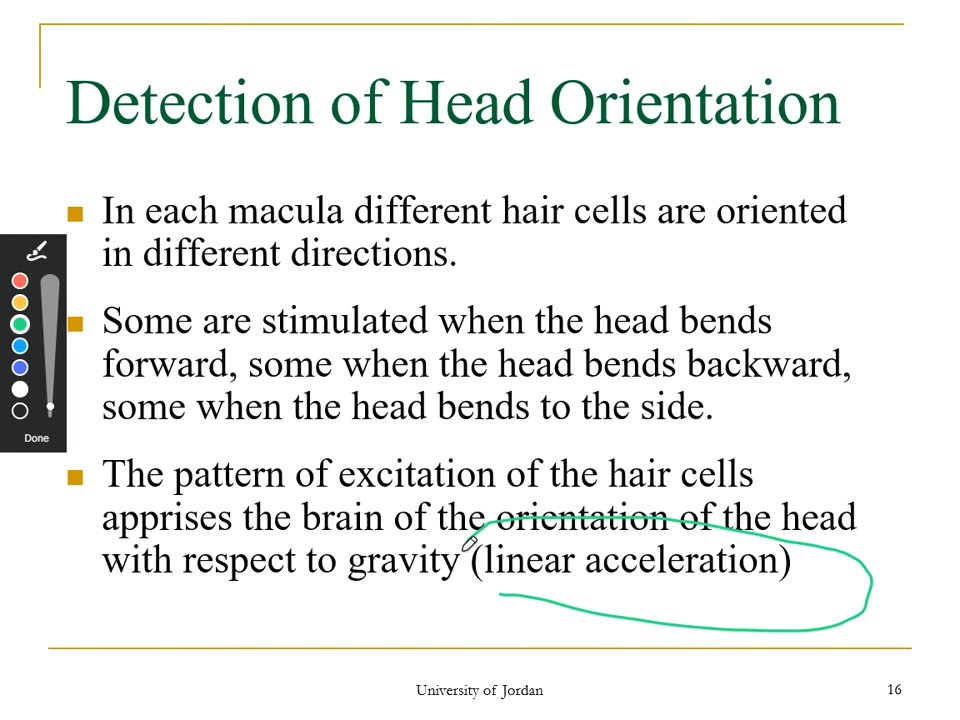 Detection of Head Orientation
In each macula different hair cells are oriented
in different directions.
Some are stimulated when the head bends
forward, some when the head bends backward,
some when the head bends to the side.
Done
The pattern of excitation of the hair cells
apprises the brain of the orientation of the head
with respect to gravity (linear acceleration)
University of Jordan
16